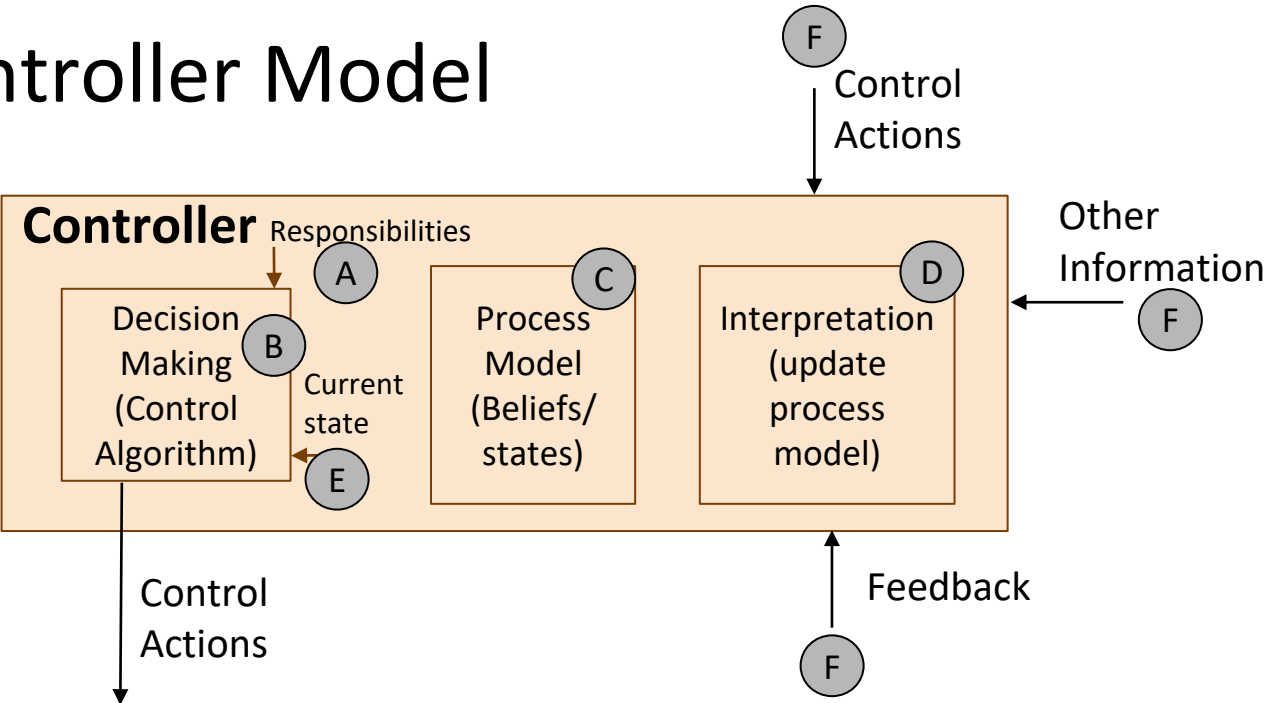 ntroller Model
F
Control
Actions
Controller
Responsibilities
A
Decision
Making
(Control
Algorithm)
B
Current
state
E
C
Process
Model
(Beliefs/
states)
D
Interpretation
(update
process
model)
Other
Information
F
Control
Actions
Feedback
F